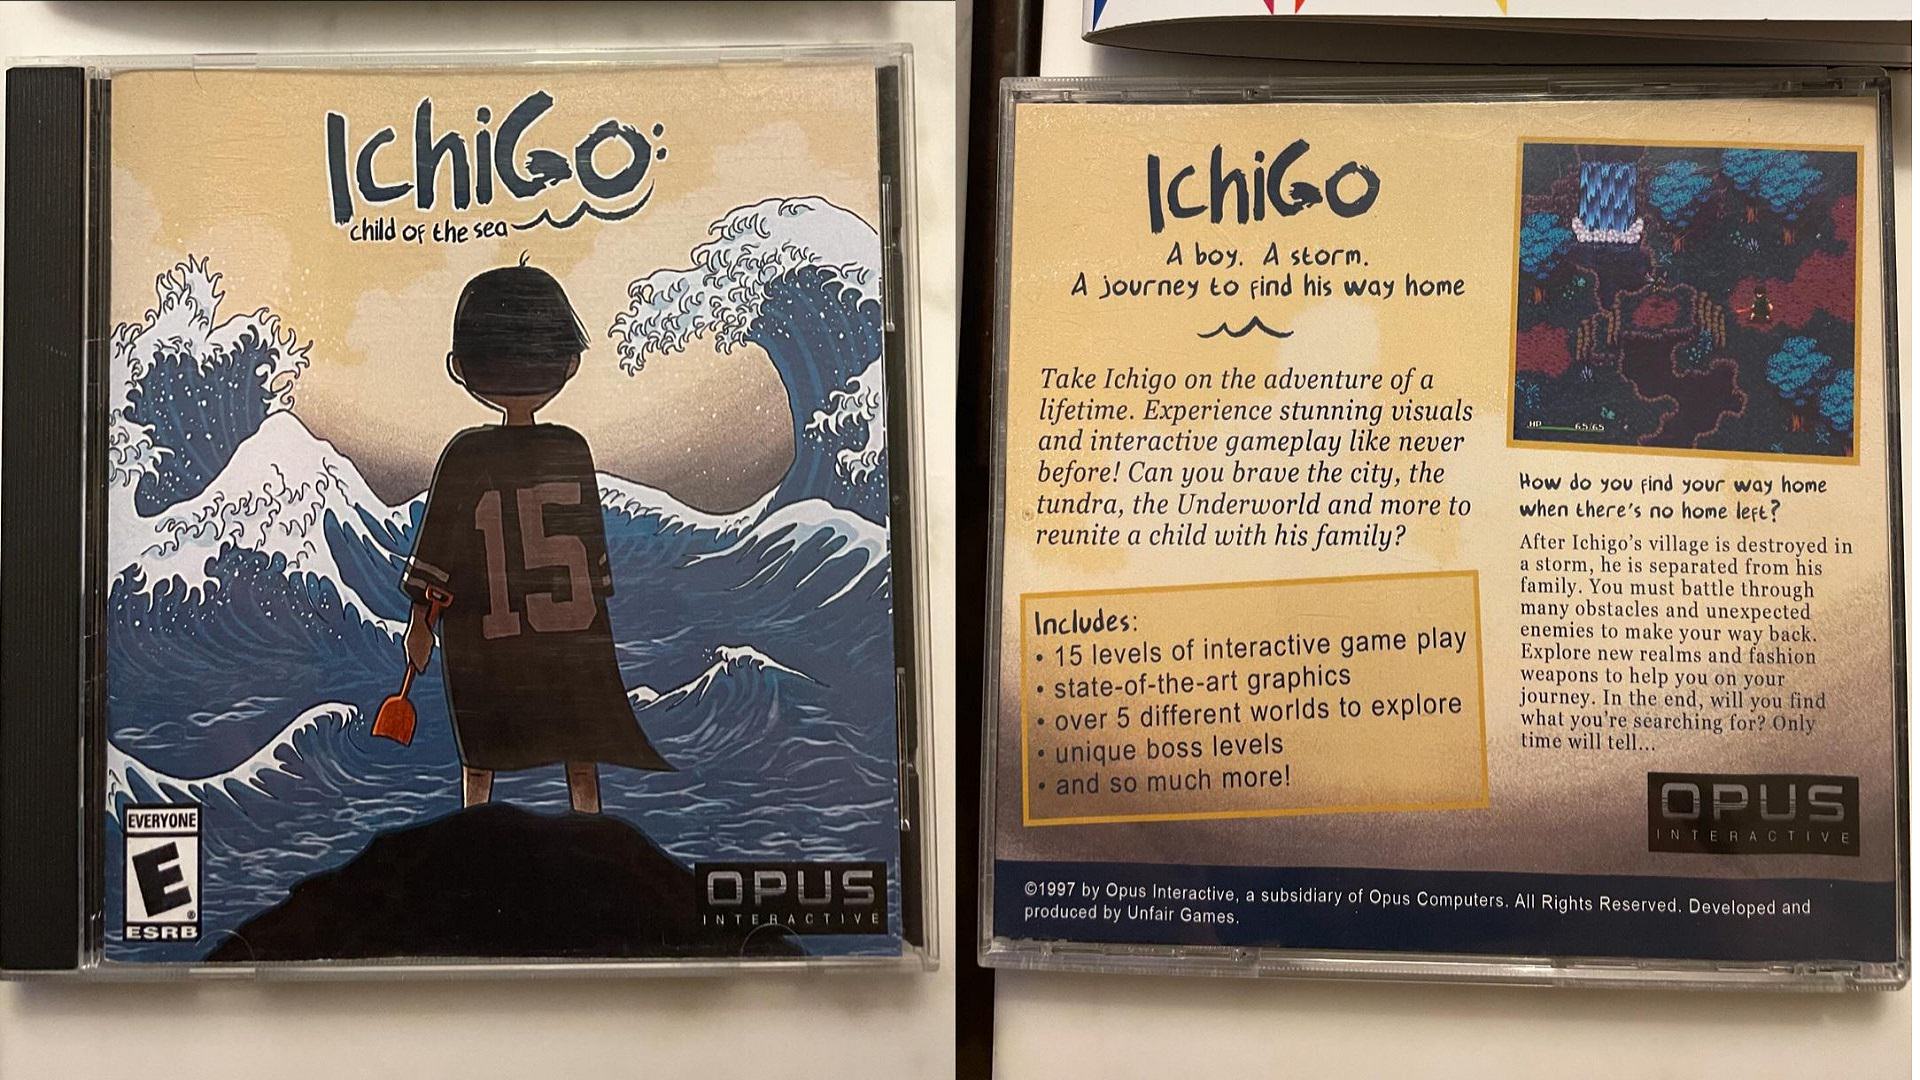 IchiGo:
child of the sea
15
EVERYONE
E
®
ESRB
OPUS
INTERACTIVE
IchiGo
A boy. A storm.
A journey to find his way home
Take Ichigo on the adventure of a
lifetime. Experience stunning visuals
and interactive gameplay like never
before! Can you brave the city, the
tundra, the Underworld and more to
reunite a child with his family?
Includes:
• 15 levels of interactive game play
• state-of-the-art graphics
• over 5 different worlds to explore
• unique boss levels
• and so much more!
HP 65/65
How do you find your way home
when there's no home left?
After Ichigo's village is destroyed in
a storm, he is separated from his
family. You must battle through
many obstacles and unexpected
enemies to make your way back.
Explore new realms and fashion
weapons to help you on your
journey. In the end, will you find
what you're searching for? Only
time will tell...
OPUS
INTERACTIVE
©1997 by Opus Interactive, a subsidiary of Opus Computers. All Rights Reserved. Developed and
produced by Unfair Games.